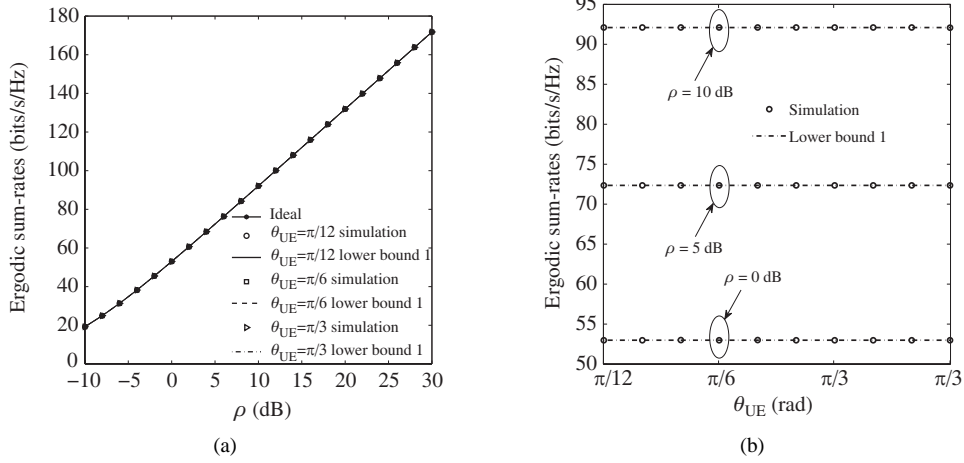 180
160
140
120
100
80
60
40
20
0
Ergodic sum-rates (bits/s/Hz)
Ideal
θUE=π/12 simulation
θUE=π/12 lower bound 1
θUE=π/6 simulation
θUE=π/6 lower bound 1
θUE=π/3 simulation
θUE=π/3 lower bound 1
−10 −5 0 5 10 15 20 25 30
ρ (dB)
(a)
95
90
85
80
75
70
65
60
55
50
Ergodic sum-rates (bits/s/Hz)
ρ = 10 dB
Simulation
Lower bound 1
ρ = 5 dB
ρ = 0 dB
π/12 π/6 π/3 π/3
θUE (rad)
(b)